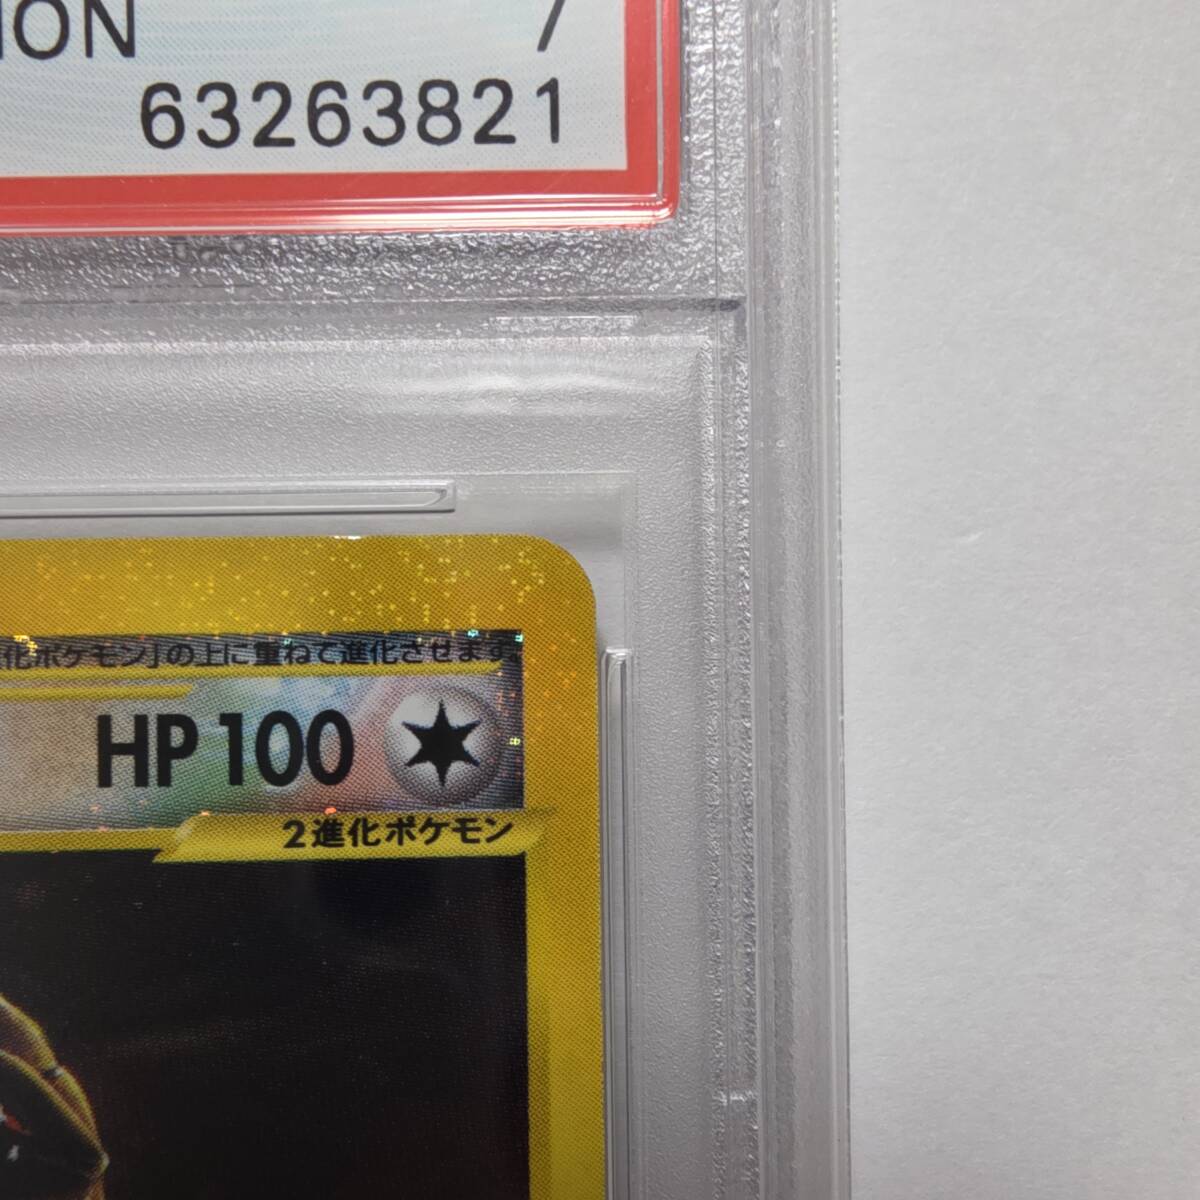 ION 7
63263821
化ポケモン」の上に重ねて進化させます
HP 100
2進化ポケモン